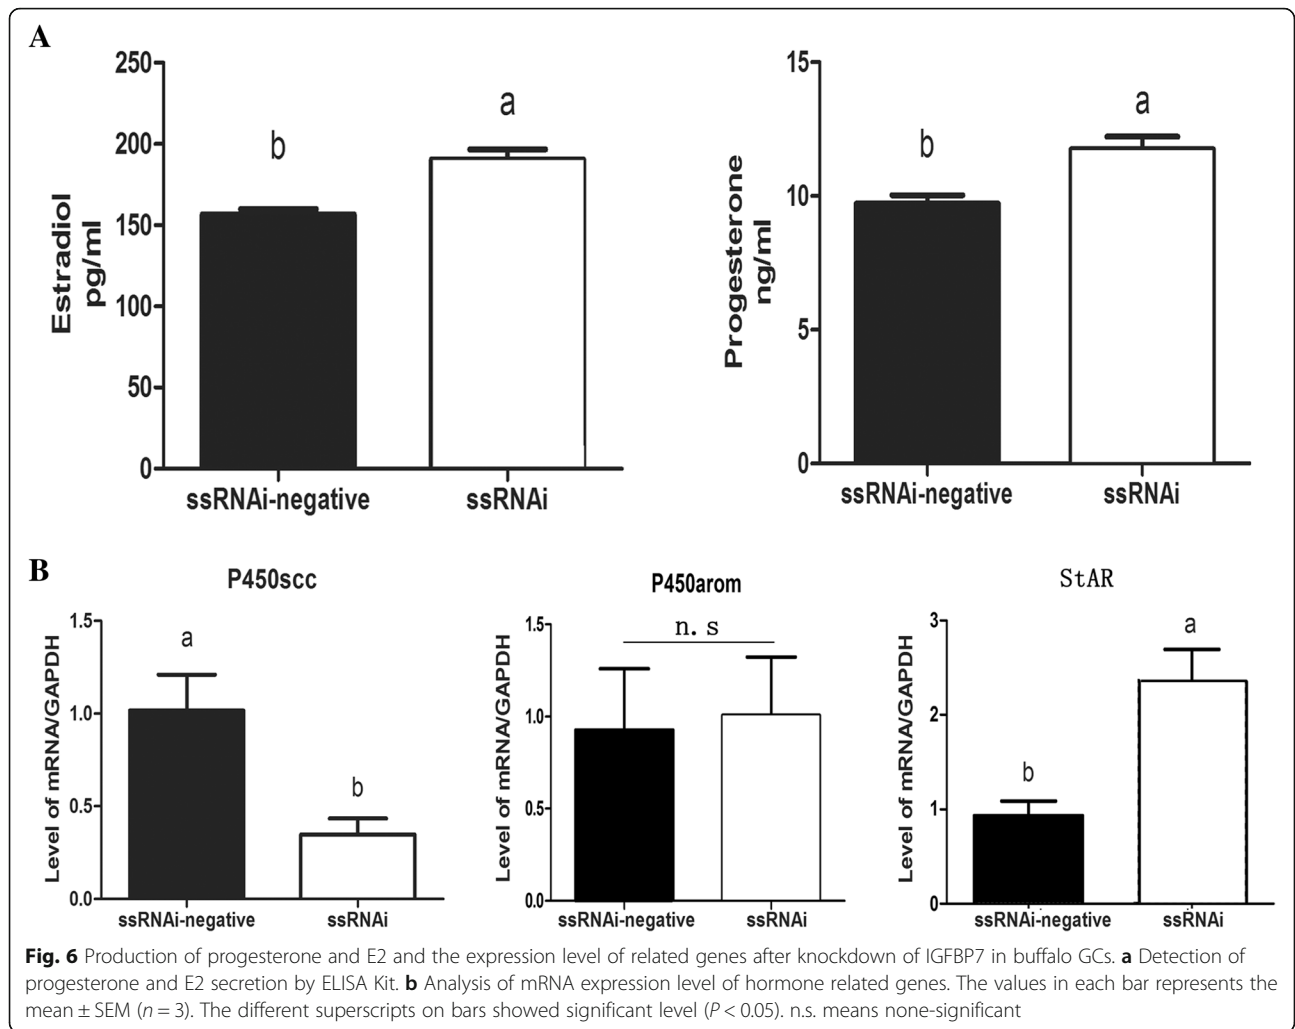 A
250
200
150
100
50
0
Estradiol
pg/ml
b
a
ssRNAi-negative
ssRNAi
15
10
5
0
Progesterone
ng/ml
b
a
ssRNAi-negative
ssRNAi
B
P450scc
1.5
1.0
0.5
0.0
Level of mRNA/GAPDH
a
b
ssRNAi-negative
ssRNAi
P450arom
1.5
1.0
0.5
0.0
Level of mRNA/GAPDH
n. s
ssRNAi-negative
ssRNAi
StAR
3
2
1
0
Level of mRNA/GAPDH
b
a
ssRNAi-negative
ssRNAi
Fig. 6 Production of progesterone and E2 and the expression level of related genes after knockdown of IGFBP7 in buffalo GCs. a Detection of
progesterone and E2 secretion by ELISA Kit. b Analysis of mRNA expression level of hormone related genes. The values in each bar represents the
mean ± SEM (n = 3). The different superscripts on bars showed significant level (P < 0.05). n.s. means none-significant